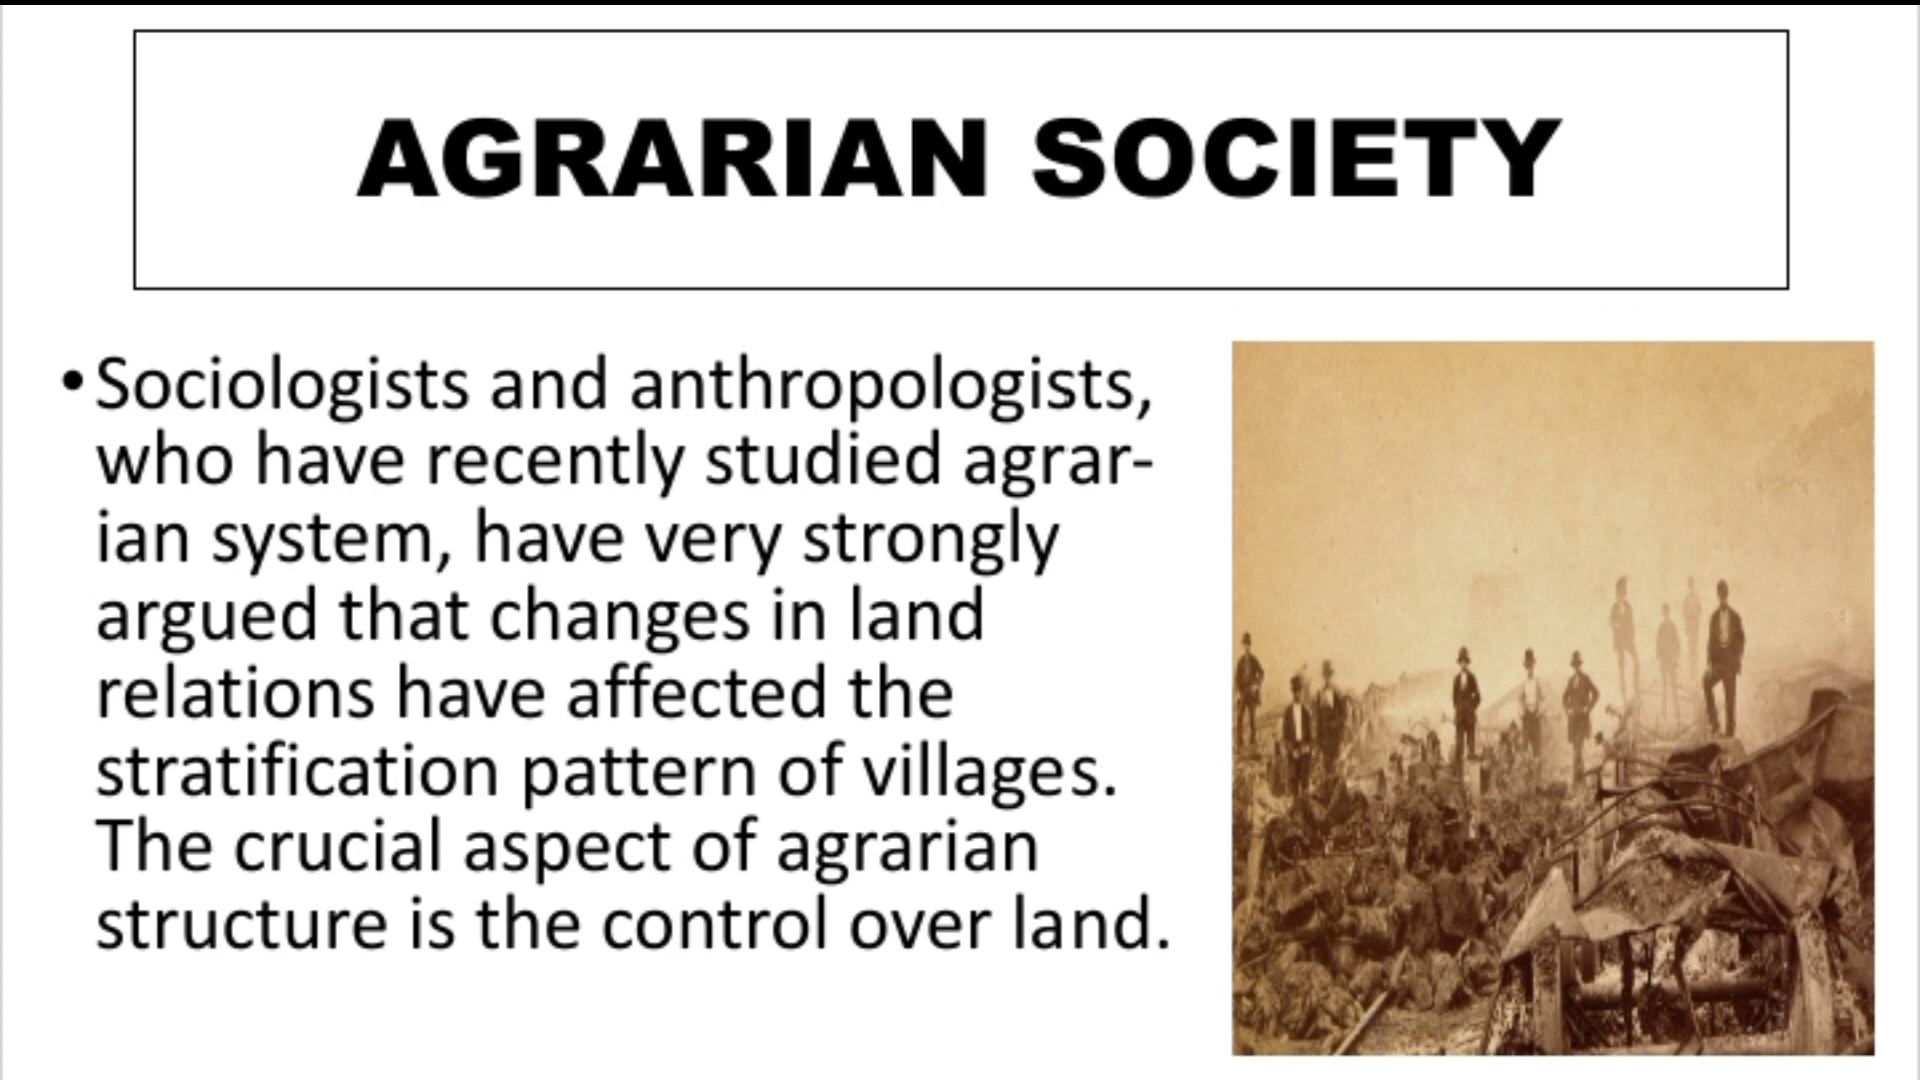 AGRARIAN SOCIETY
• Sociologists and anthropologists,
who have recently studied agrar-
ian system, have very strongly
argued that changes in land
relations have affected the
stratification pattern of villages.
The crucial aspect of agrarian
structure is the control over land.